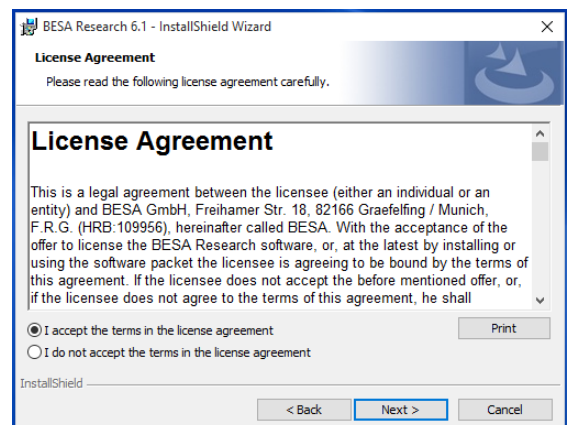 BESA Research 6.1 - InstallShield Wizard
License Agreement
Please read the following license agreement carefully.
License Agreement
This is a legal agreement between the licensee (either an individual or an
entity) and BESA GmbH, Freihamer Str. 18, 82166 Graefelfing / Munich,
F.R.G. (HRB:109956), hereinafter called BESA. With the acceptance of the
offer to license the BESA Research software, or, at the latest by installing or
using the software packet the licensee is agreeing to be bound by the terms of
this agreement. If the licensee does not accept the before mentioned offer, or,
if the licensee does not agree to the terms of this agreement, he shall
I accept the terms in the license agreement
Print
I do not accept the terms in the license agreement
InstallShield
< Back Next > Cancel